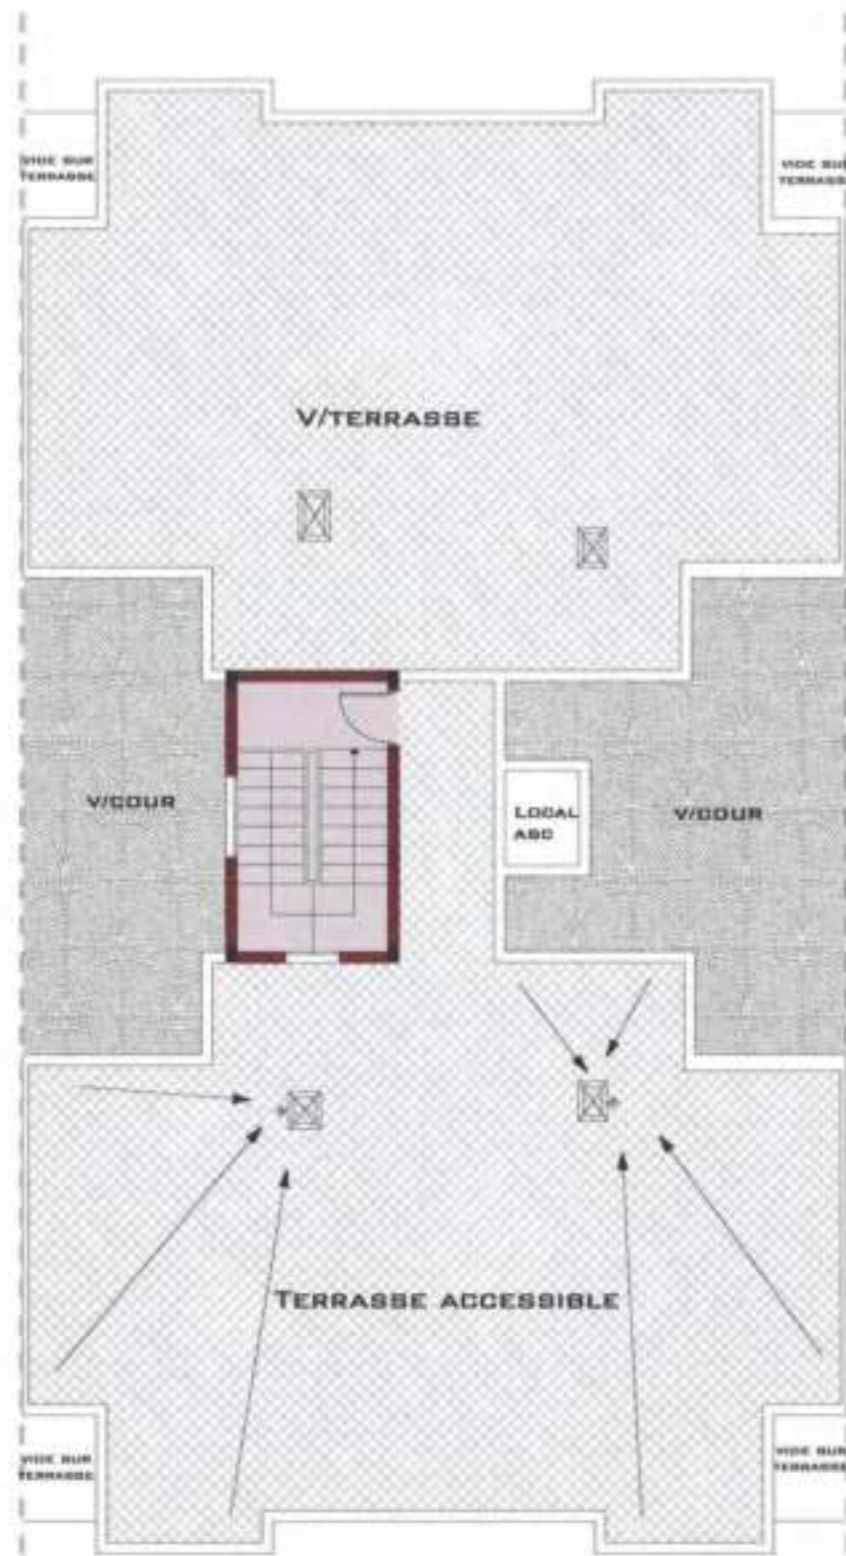 VIDE SUR
TERRASSE
VIDE SUR
TERRASSE
V/TERRASSE
V/COUR
LOCAL
ASC
V/COUR
TERRASSE ACCESSIBLE
VIDE SUR
TERRASSE
VIDE SUR
TERRASSE